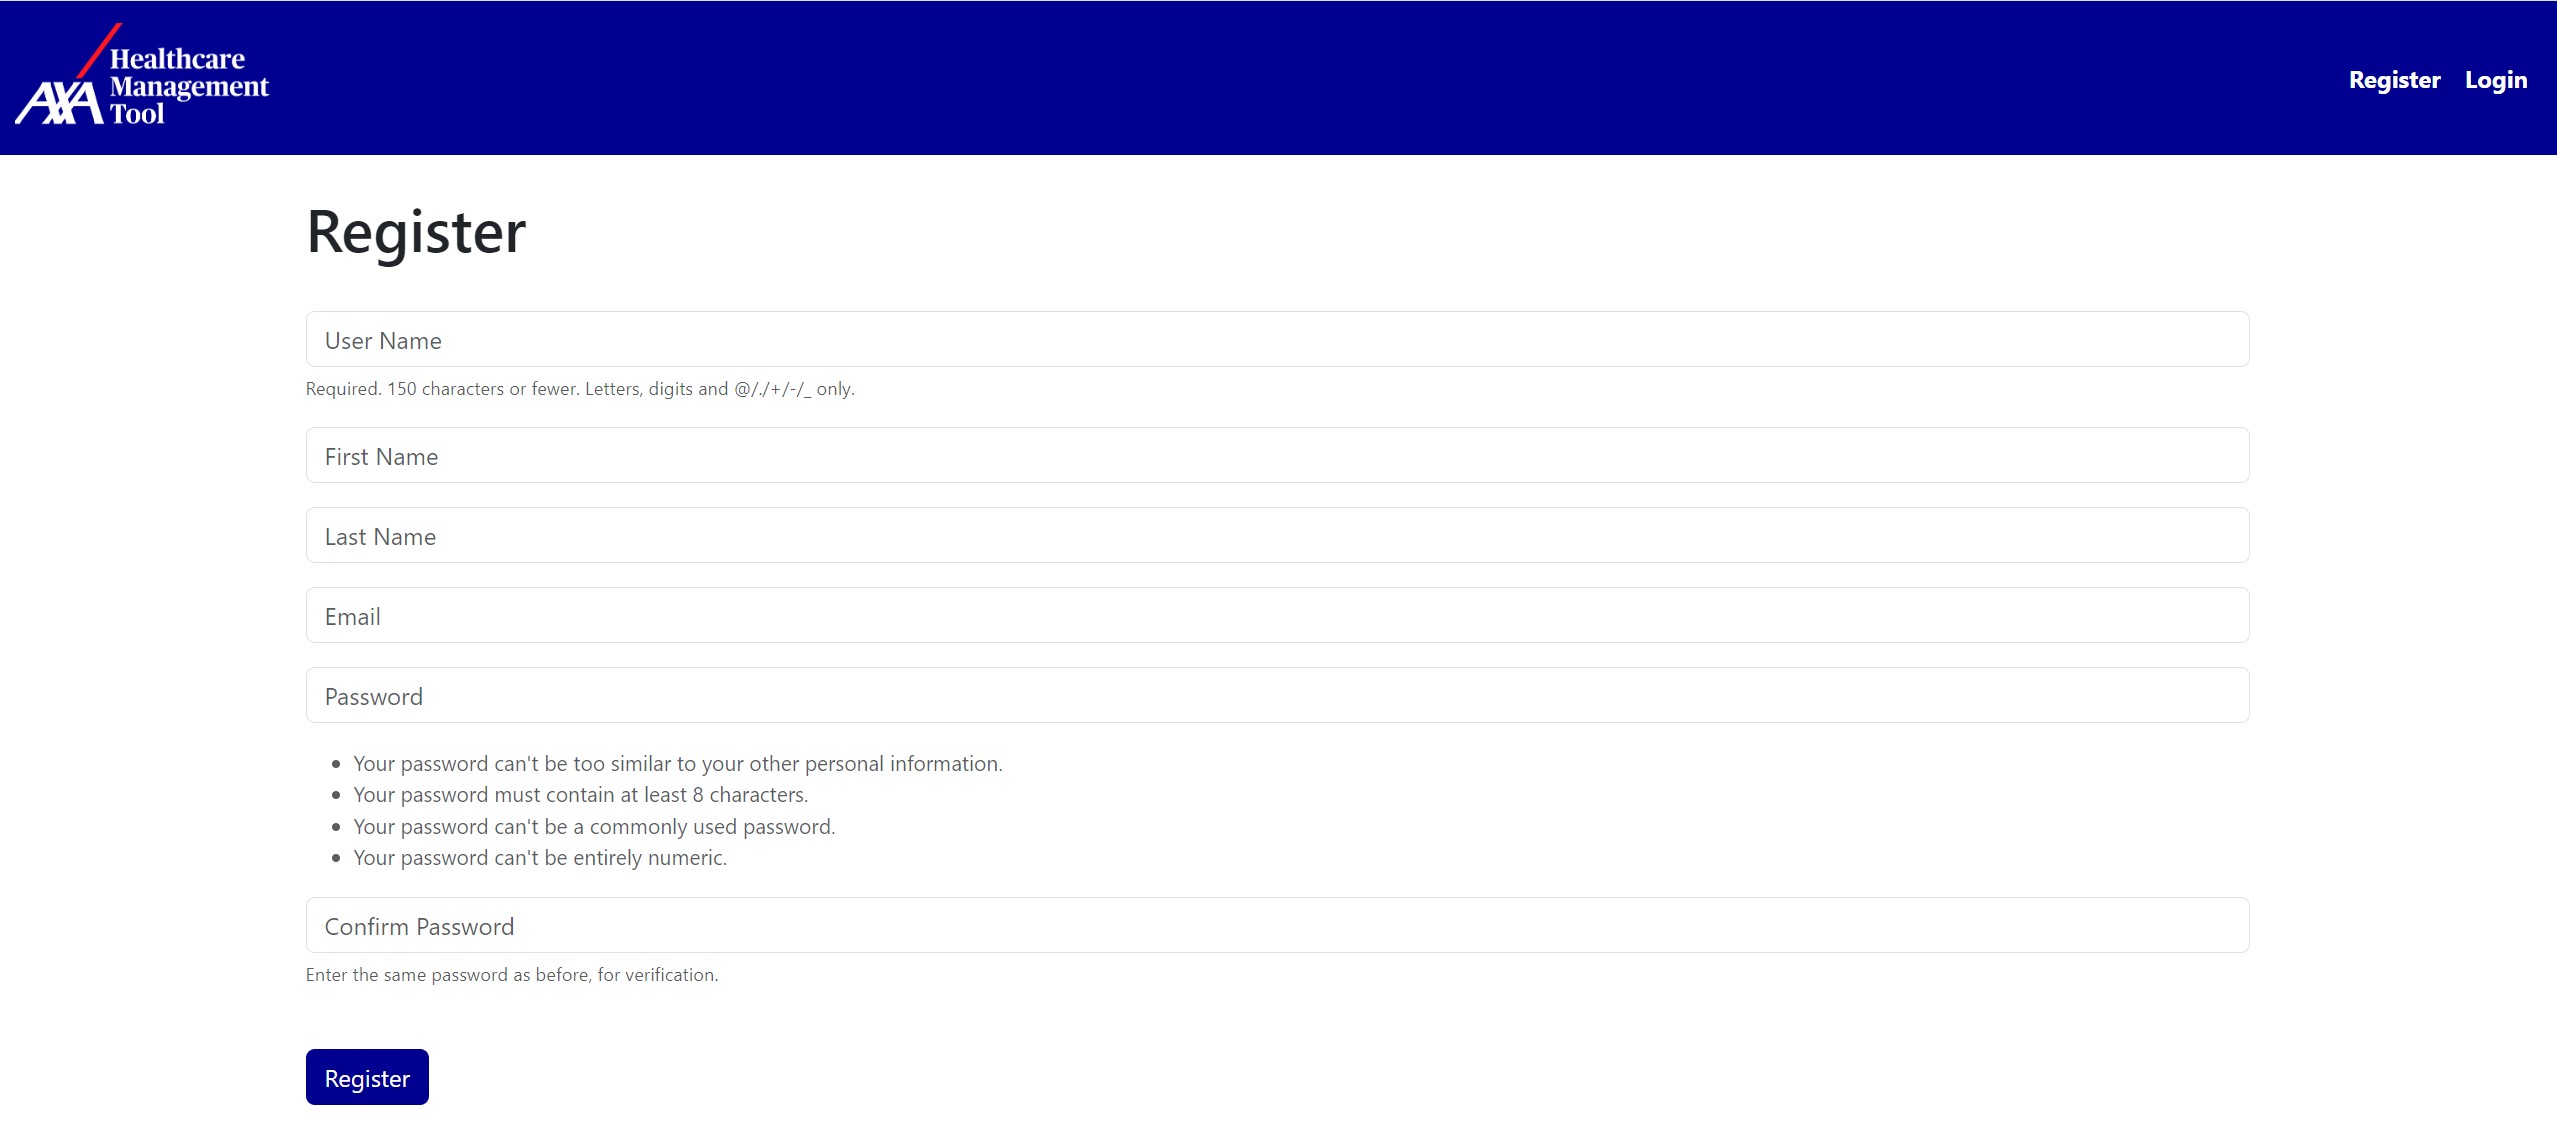 AXA
Healthcare
Management
Tool
Register Login
Register
User Name
Required. 150 characters or fewer. Letters, digits and @/./+/-/_ only.
First Name
Last Name
Email
Password
• Your password can't be too similar to your other personal information.
• Your password must contain at least 8 characters.
• Your password can't be a commonly used password.
• Your password can't be entirely numeric.
Confirm Password
Enter the same password as before, for verification.
Register